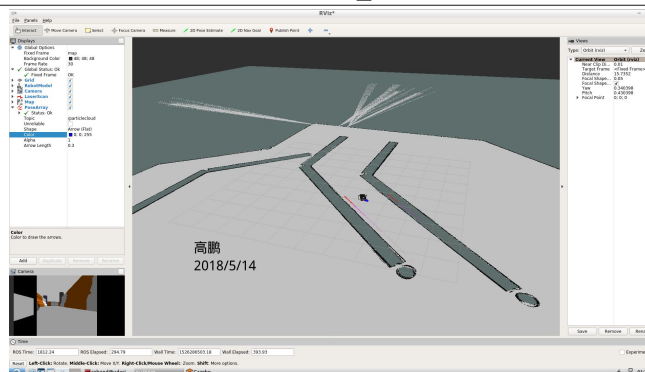 RViz*
File Panels Help
Interact Move Camera Select Focus Camera Measure 2D Pose Estimate 2D Nav Goal Publish Point
Displays
Global Options
Fixed Frame map
Background Color 48; 48; 48
Frame Rate 30
Global Status: Ok
Fixed Frame OK
Grid
RobotModel
Camera
LaserScan
Map
PoseArray
Status: Ok
Topic /particlecloud
Unreliable
Shape Arrow (Flat)
Color 0; 0; 255
Alpha 1
Arrow Length 0.3
Color
Color to draw the arrows.
Add Duplicate Remove Rename
Camera
高鹏
2018/5/14
Views
Type: Orbit (rviz)
Current View Orbit (rviz)
Near Clip Di... 0.01
Target Frame <Fixed Frame>
Distance 15.7352
Focal Shape... 0.05
Focal Shape...
Yaw 0.340398
Pitch 0.430398
Focal Point 0; 0; 0
Save Remove
Time
ROS Time: 1012.24 ROS Elapsed: 294.79 Wall Time: 1526280503.18 Wall Elapsed: 393.93
Reset Left-Click: Rotate. Middle-Click: Move X/Y. Right-Click/Mouse Wheel: Zoom. Shift: More options.